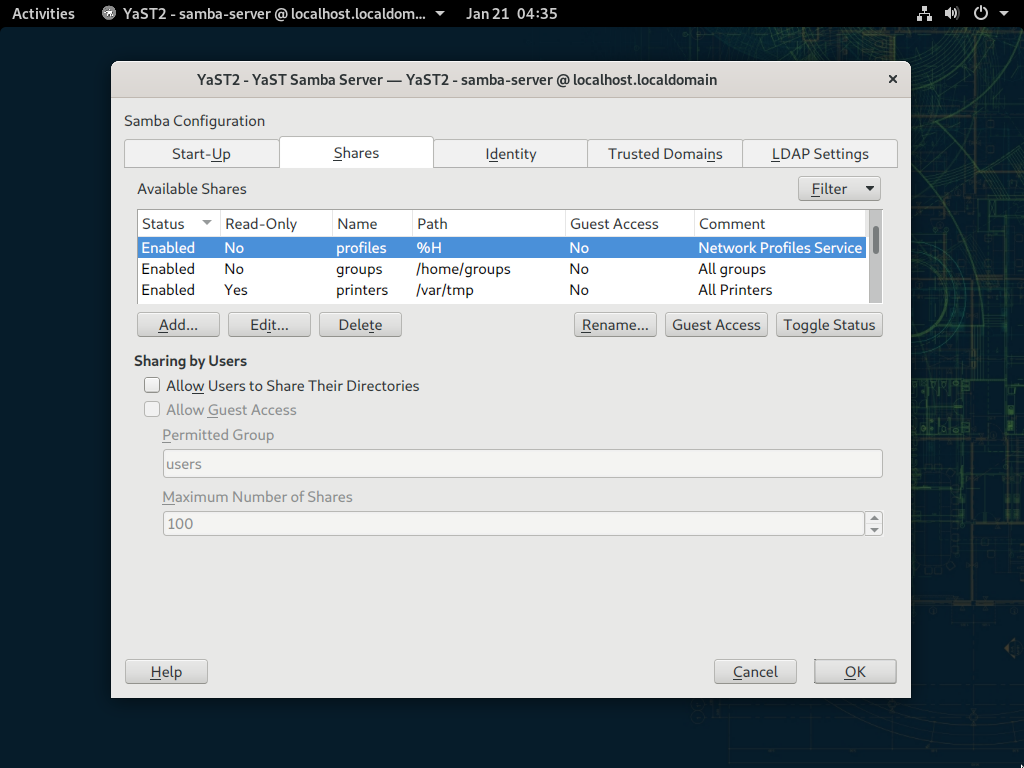 Activities YaST2 - samba-server @ localhost.localdom... Jan 21 04:35
YaST2 - YaST Samba Server — YaST2 - samba-server @ localhost.localdomain
Samba Configuration
Start-Up Shares Identity Trusted Domains LDAP Settings
Available Shares Filter
Status Read-Only Name Path Guest Access Comment
Enabled No profiles %H No Network Profiles Service
Enabled No groups /home/groups No All groups
Enabled Yes printers /var/tmp No All Printers
Add... Edit... Delete Rename... Guest Access Toggle Status
Sharing by Users
Allow Users to Share Their Directories
Allow Guest Access
Permitted Group
users
Maximum Number of Shares
100
Help Cancel OK